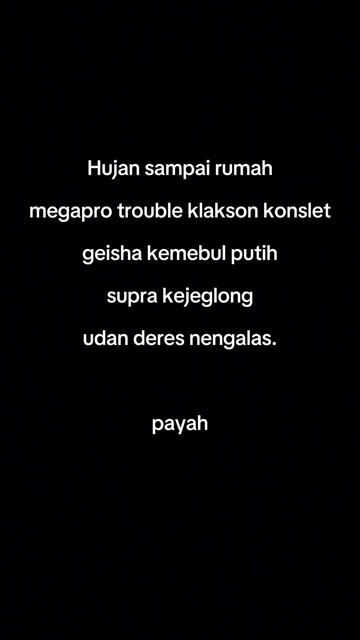 Hujan sampai rumah
megapro trouble klakson konslet
geisha kemebul putih
supra kejeglong
udan deres nengalas.
payah